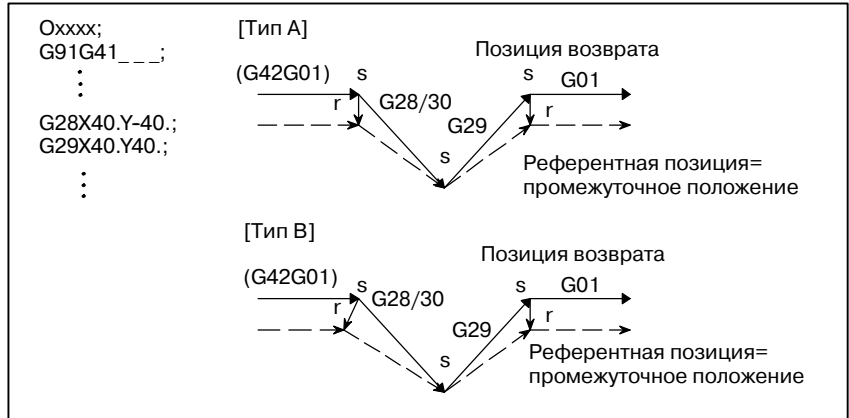 Oxxxx;
G91G41_ _ _;
G28X40.Y-40.;
G29X40.Y40.;
[Тип A]
Позиция возврата
(G42G01)
s
s
G01
r
G28/30
r
G29
s
Референтная позиция=
промежуточное положение
[Тип B]
Позиция возврата
(G42G01)
s
s
G01
r
G28/30
r
G29
s
Референтная позиция=
промежуточное положение